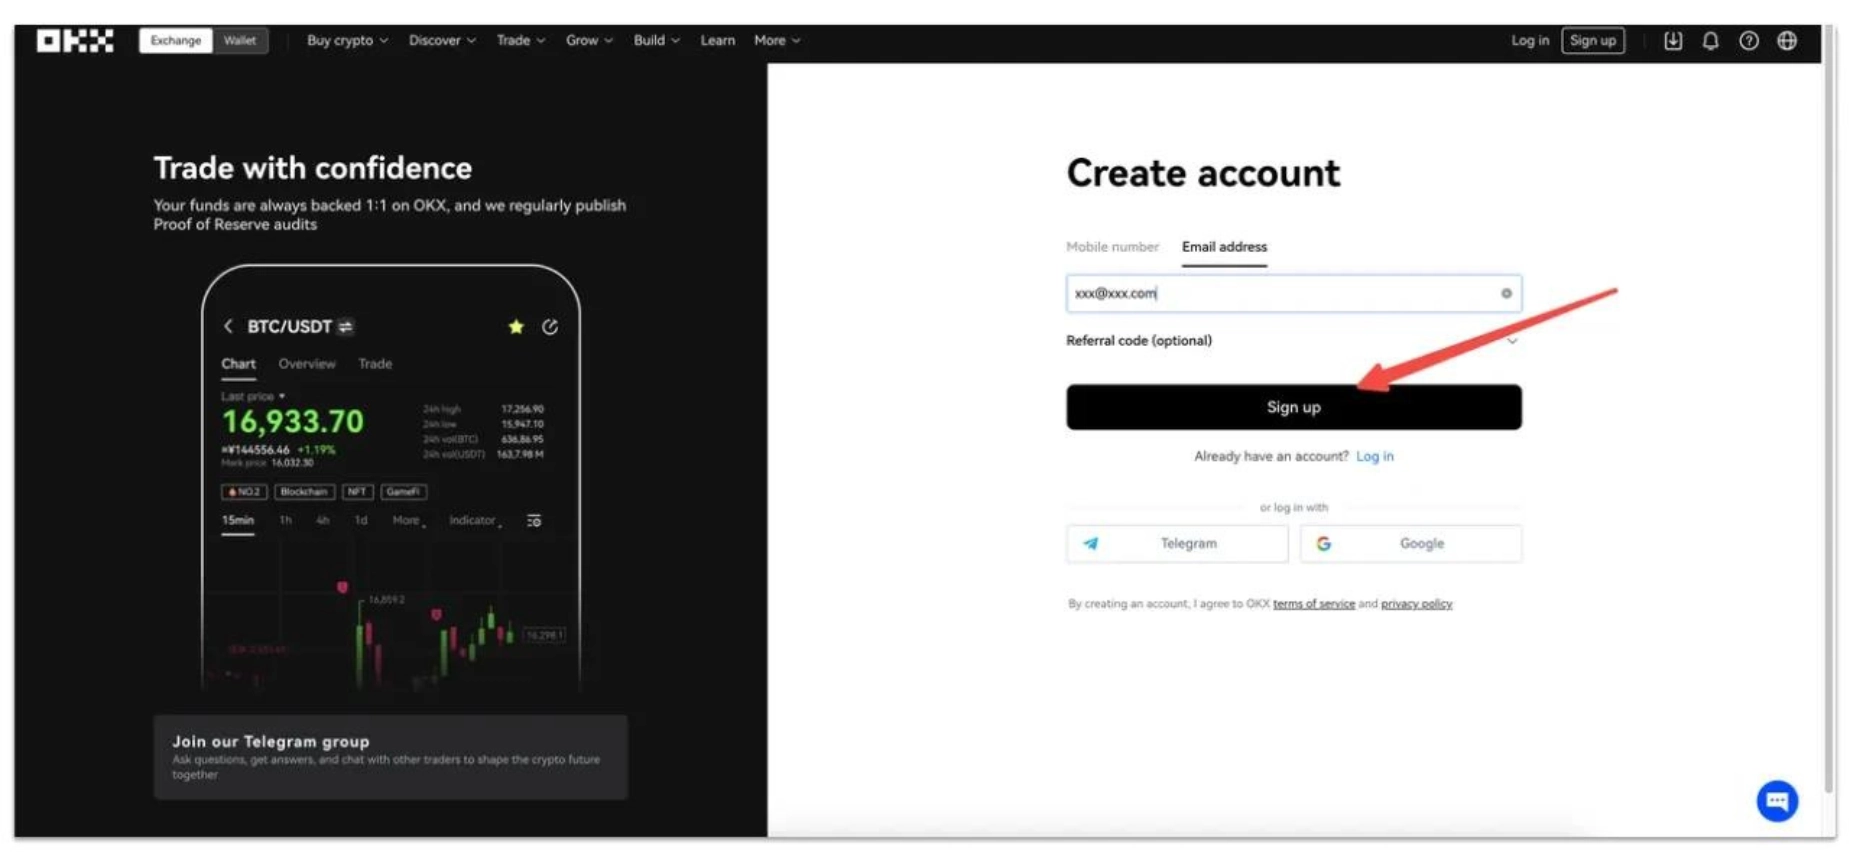 OKX Exchange Wallet Buy crypto Discover Trade Grow Build Learn More Log in Sign up
Trade with confidence
Your funds are always backed 1:1 on OKX, and we regularly publish
Proof of Reserve audits
BTC/USDT
Chart Overview Trade
Last price
16,933.70
≈¥144556.46 +1.19%
Mark price 16,032.30
24h high 17,256.90
24h low 15,947.10
24h vol(BTC) 636,86.95
24h vol(USDT) 163,7.98 M
NO.2 Blockchain NFT GameFi
15min 1h 4h 1d More Indicator
16,859.2
16,298.1
Join our Telegram group
Ask questions, get answers, and chat with other traders to shape the crypto future
together
Create account
Mobile number Email address
xxx@xxx.com
Referral code (optional)
Sign up
Already have an account? Log in
or log in with
Telegram Google
By creating an account, I agree to OKX terms of service and privacy policy